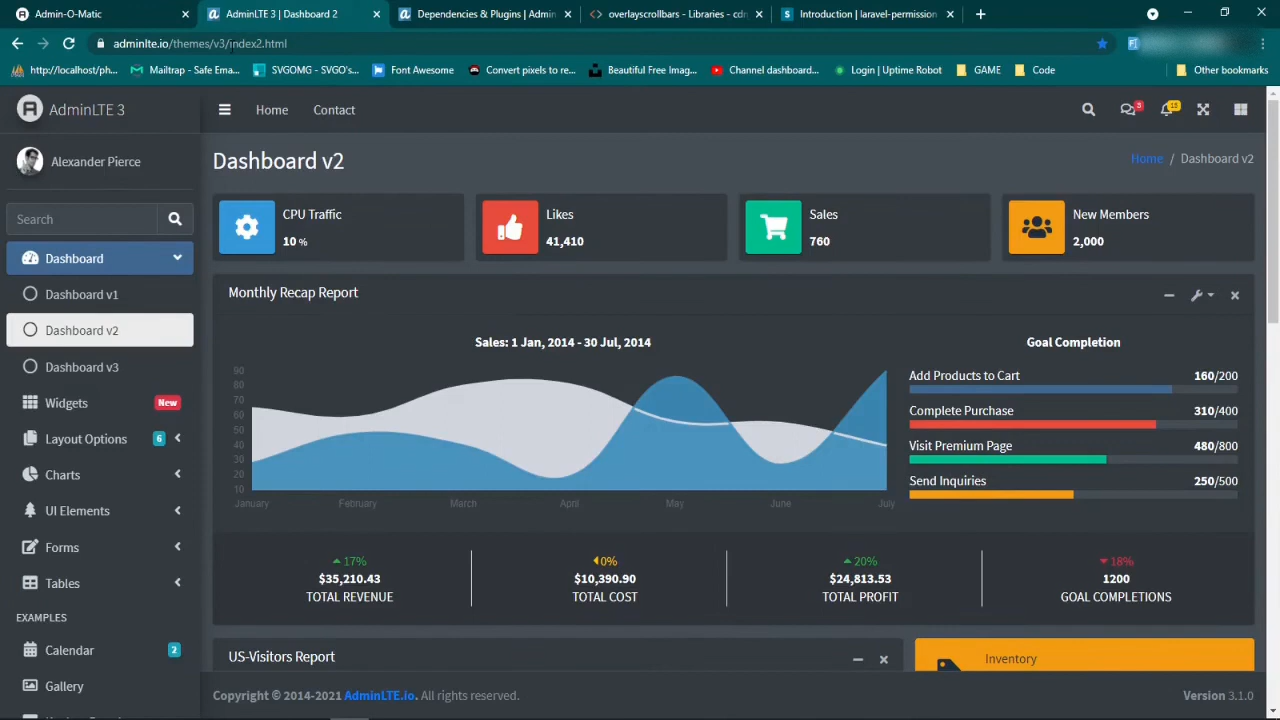 Admin-O-Matic
AdminLTE 3 | Dashboard 2
Dependencies & Plugins | Admin
overlayscrollbars - Libraries - cdn
Introduction | laravel-permission
adminlte.io/themes/v3/index2.html
http://localhost/ph...
Mailtrap - Safe Ema...
SVGOMG - SVGO's...
Font Awesome
Convert pixels to re...
Beautiful Free Imag...
Channel dashboard...
Login | Uptime Robot
GAME
Code
Other bookmarks
AdminLTE 3
Home
Contact
3
15
Alexander Pierce
Dashboard v2
Home / Dashboard v2
Search
Dashboard
Dashboard v1
Dashboard v2
Dashboard v3
Widgets
New
Layout Options
6
Charts
UI Elements
Forms
Tables
EXAMPLES
Calendar
2
Gallery
CPU Traffic
10 %
Likes
41,410
Sales
760
New Members
2,000
Monthly Recap Report
Sales: 1 Jan, 2014 - 30 Jul, 2014
90
80
70
60
50
40
30
20
10
January
February
March
April
May
June
July
Goal Completion
Add Products to Cart
160/200
Complete Purchase
310/400
Visit Premium Page
480/800
Send Inquiries
250/500
17%
$35,210.43
TOTAL REVENUE
0%
$10,390.90
TOTAL COST
20%
$24,813.53
TOTAL PROFIT
18%
1200
GOAL COMPLETIONS
US-Visitors Report
Inventory
Copyright © 2014-2021 AdminLTE.io. All rights reserved.
Version 3.1.0